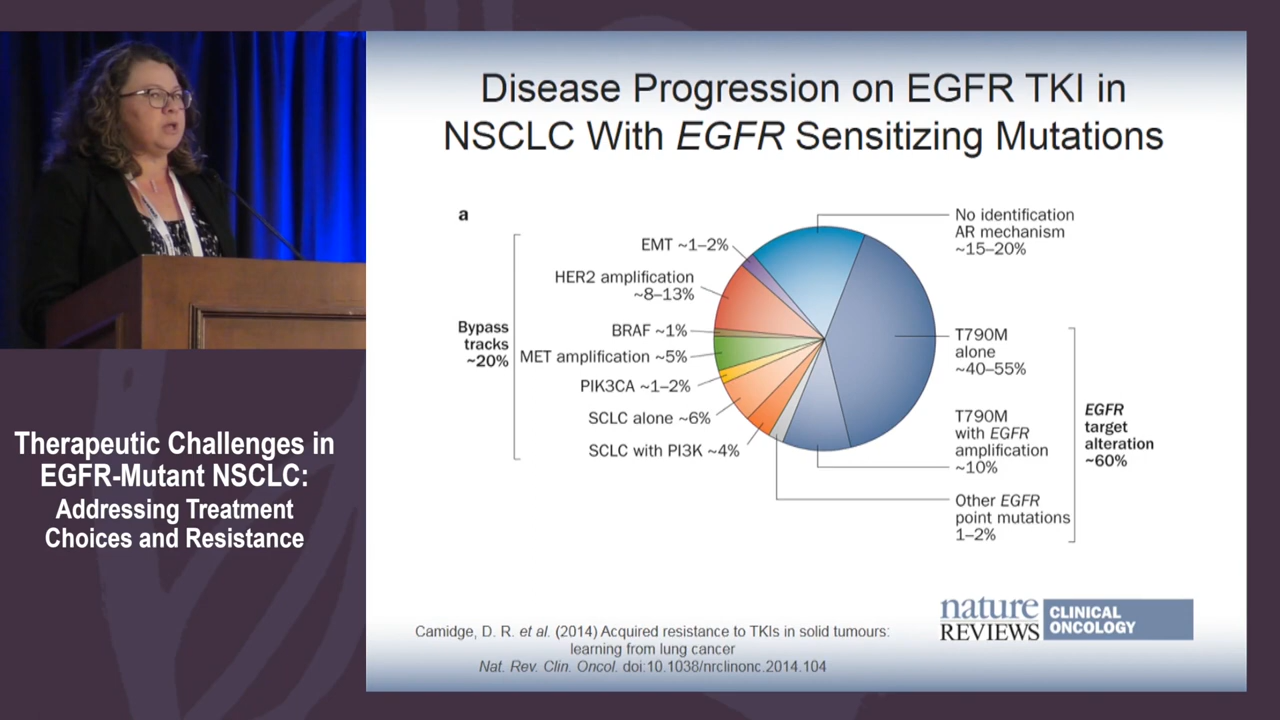 Disease Progression on EGFR TKI in
NSCLC With EGFR Sensitizing Mutations
a
No identification
AR mechanism
~15–20%
EMT ~1–2%
HER2 amplification
~8–13%
BRAF ~1%
MET amplification ~5%
PIK3CA ~1–2%
SCLC alone ~6%
SCLC with PI3K ~4%
Bypass
tracks
~20%
T790M
alone
~40–55%
T790M
with EGFR
amplification
~10%
Other EGFR
point mutations
1–2%
EGFR
target
alteration
~60%
Therapeutic Challenges in
EGFR-Mutant NSCLC:
Addressing Treatment
Choices and Resistance
Camidge, D. R. et al. (2014) Acquired resistance to TKIs in solid tumours:
learning from lung cancer
Nat. Rev. Clin. Oncol. doi:10.1038/nrclinonc.2014.104
nature
REVIEWS
CLINICAL
ONCOLOGY